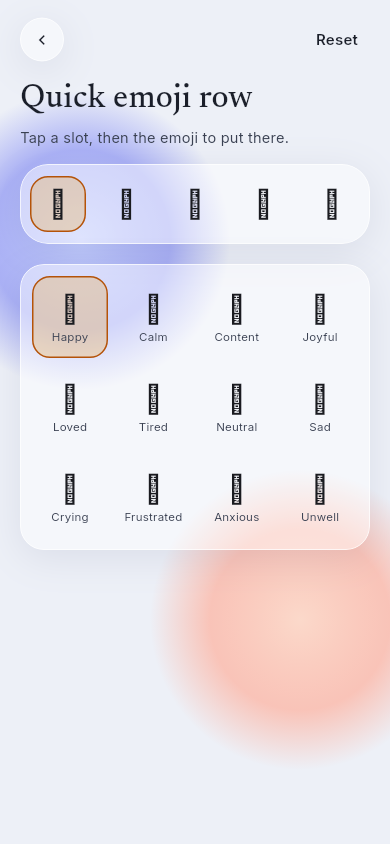 Reset
Quick emoji row
Tap a slot, then the emoji to put there.
Happy Calm Content Joyful
Loved Tired Neutral Sad
Crying Frustrated Anxious Unwell